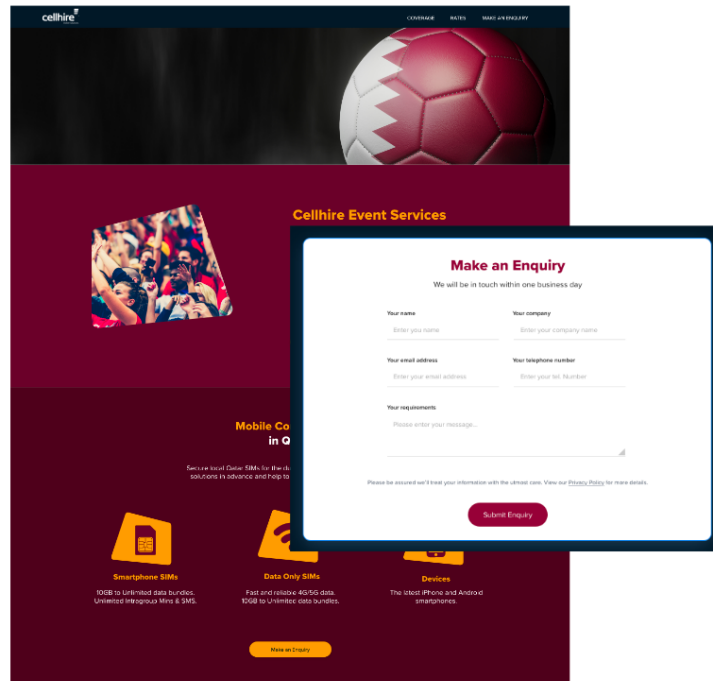 cellhire
COVERAGE RATES MAKE AN ENQUIRY
Cellhire Event Services
Make an Enquiry
We will be in touch within one business day
Your name Your company
Enter you name Enter your company name
Your email address Your telephone number
Enter your email address Enter your tell. Number
Your requirements
Please enter your message...
Please be assured we'll treat your information with the utmost care. View our Privacy Policy for more details.
Submit Enquiry
Mobile Co
in Q
Secure local Qatar SIMs for the du
solutions in advance and help to
Smartphone SIMs
10GB to Unlimited data bundles.
Unlimited Intragroup Mins & SMS.
Data Only SIMs
Fast and reliable 4G/5G data.
10GB to Unlimited data bundles.
Devices
The latest iPhone and Android
smartphones.
Make an Enquiry